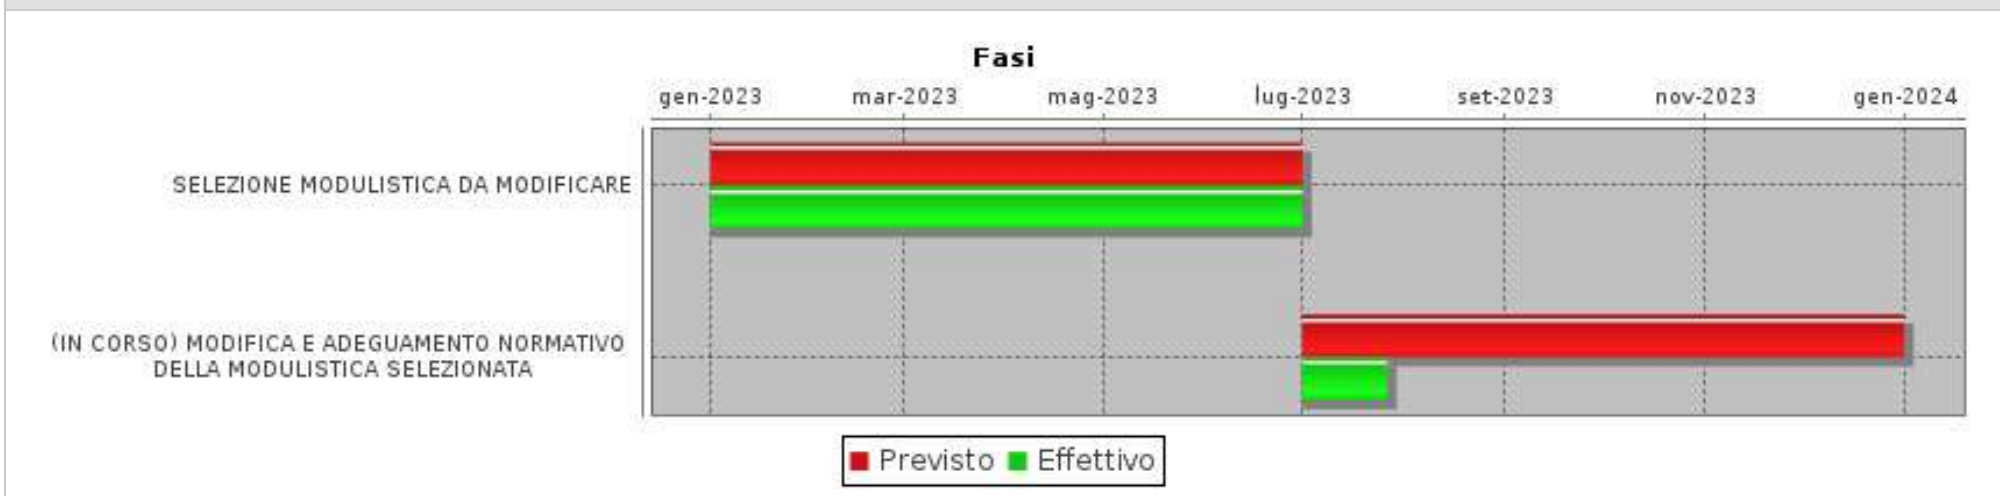 Fasi
gen-2023 mar-2023 mag-2023 lug-2023 set-2023 nov-2023 gen-2024
SELEZIONE MODULISTICA DA MODIFICARE
(IN CORSO) MODIFICA E ADEGUAMENTO NORMATIVO
DELLA MODULISTICA SELEZIONATA
Previsto Effettivo